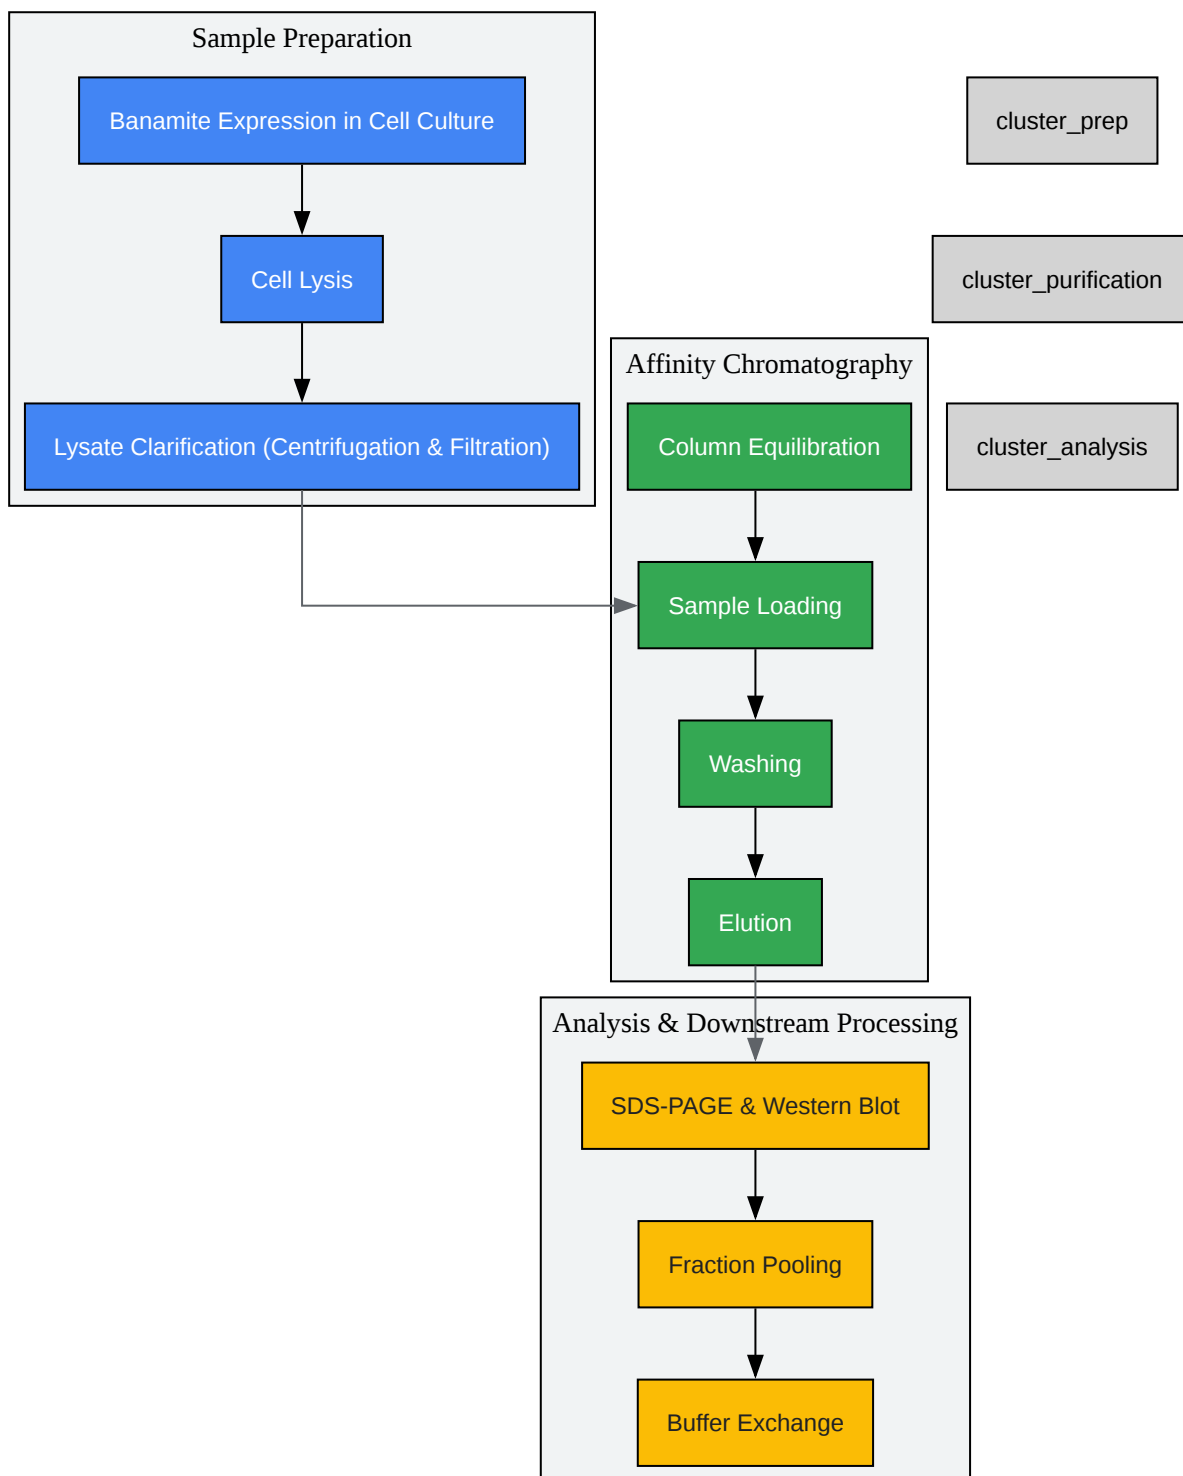 Sample Preparation
Banamite Expression in Cell Culture
cluster_prep
Cell Lysis
cluster_purification
Lysate Clarification (Centrifugation & Filtration)
Affinity Chromatography
Column Equilibration
cluster_analysis
Sample Loading
Washing
Elution
Analysis & Downstream Processing
SDS-PAGE & Western Blot
Fraction Pooling
Buffer Exchange